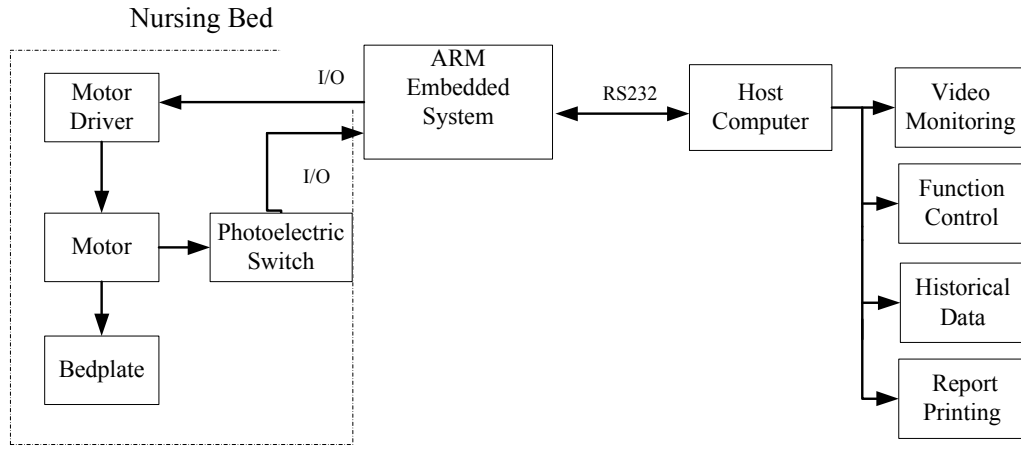 Nursing Bed
I/O
Motor
Driver
I/O
Motor
Photoelectric
Switch
Bedplate
ARM
Embedded
System
RS232
Host
Computer
Video
Monitoring
Function
Control
Historical
Data
Report
Printing